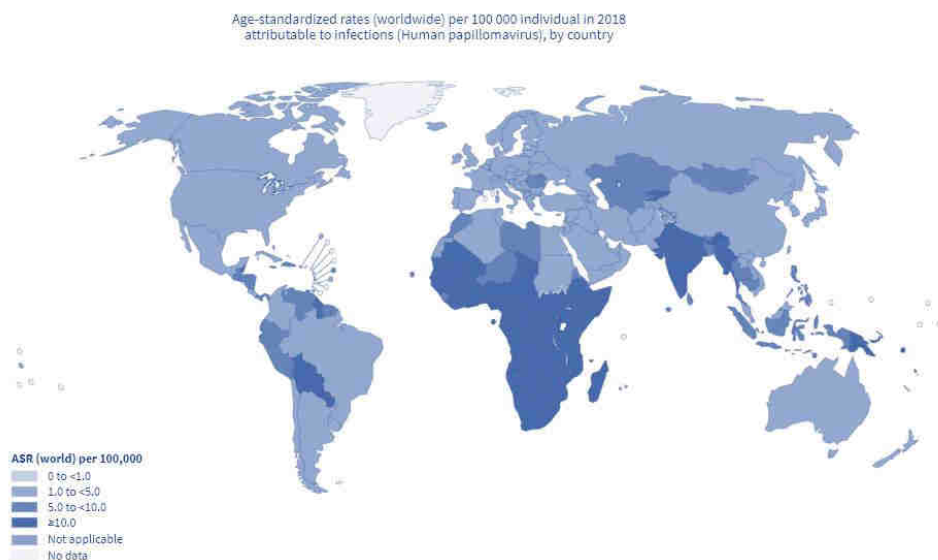 Age-standardized rates (worldwide) per 100 000 individual in 2018
attributable to infections (Human papillomavirus), by country
ASR (world) per 100,000
0 to <1.0
1.0 to <5.0
5.0 to <10.0
≥10.0
Not applicable
No data